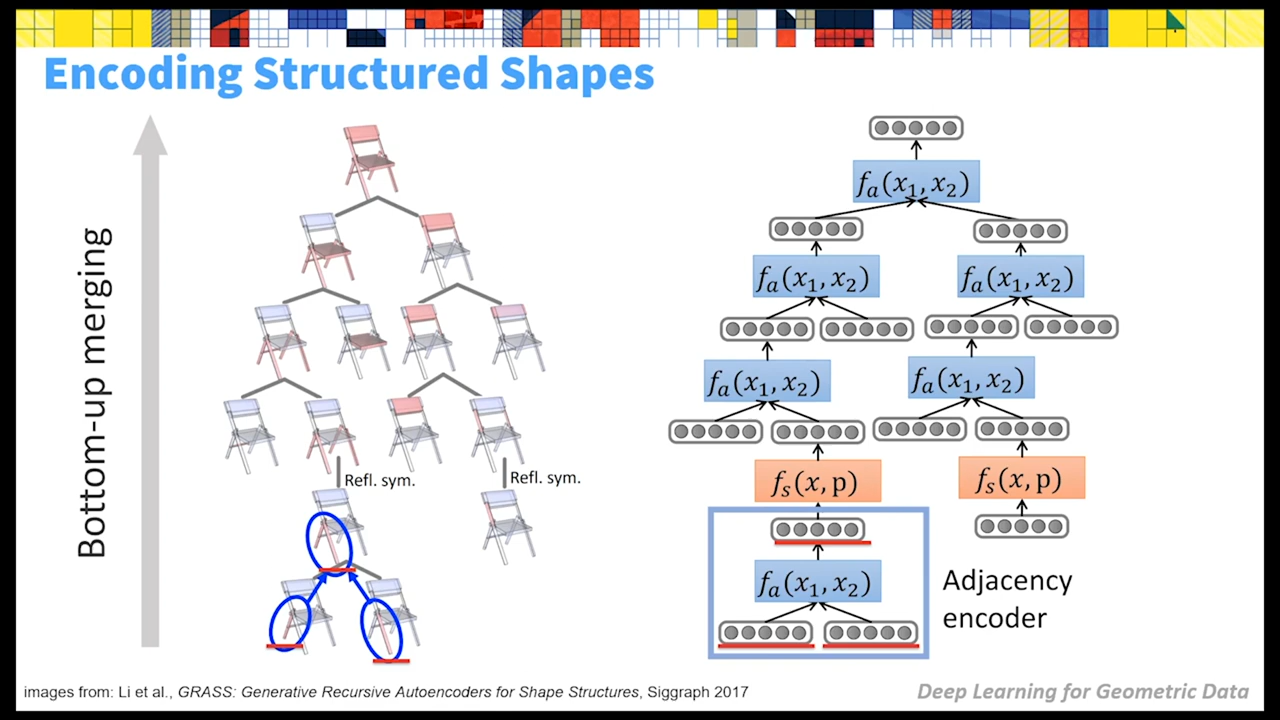 Encoding Structured Shapes
Bottom-up merging
Refl. sym.
Refl. sym.
fₐ(x₁, x₂)
fₐ(x₁, x₂)
fₐ(x₁, x₂)
fₐ(x₁, x₂)
fₐ(x₁, x₂)
fₛ(x, p)
fₛ(x, p)
fₐ(x₁, x₂)
Adjacency
encoder
images from: Li et al., GRASS: Generative Recursive Autoencoders for Shape Structures, Siggraph 2017
Deep Learning for Geometric Data